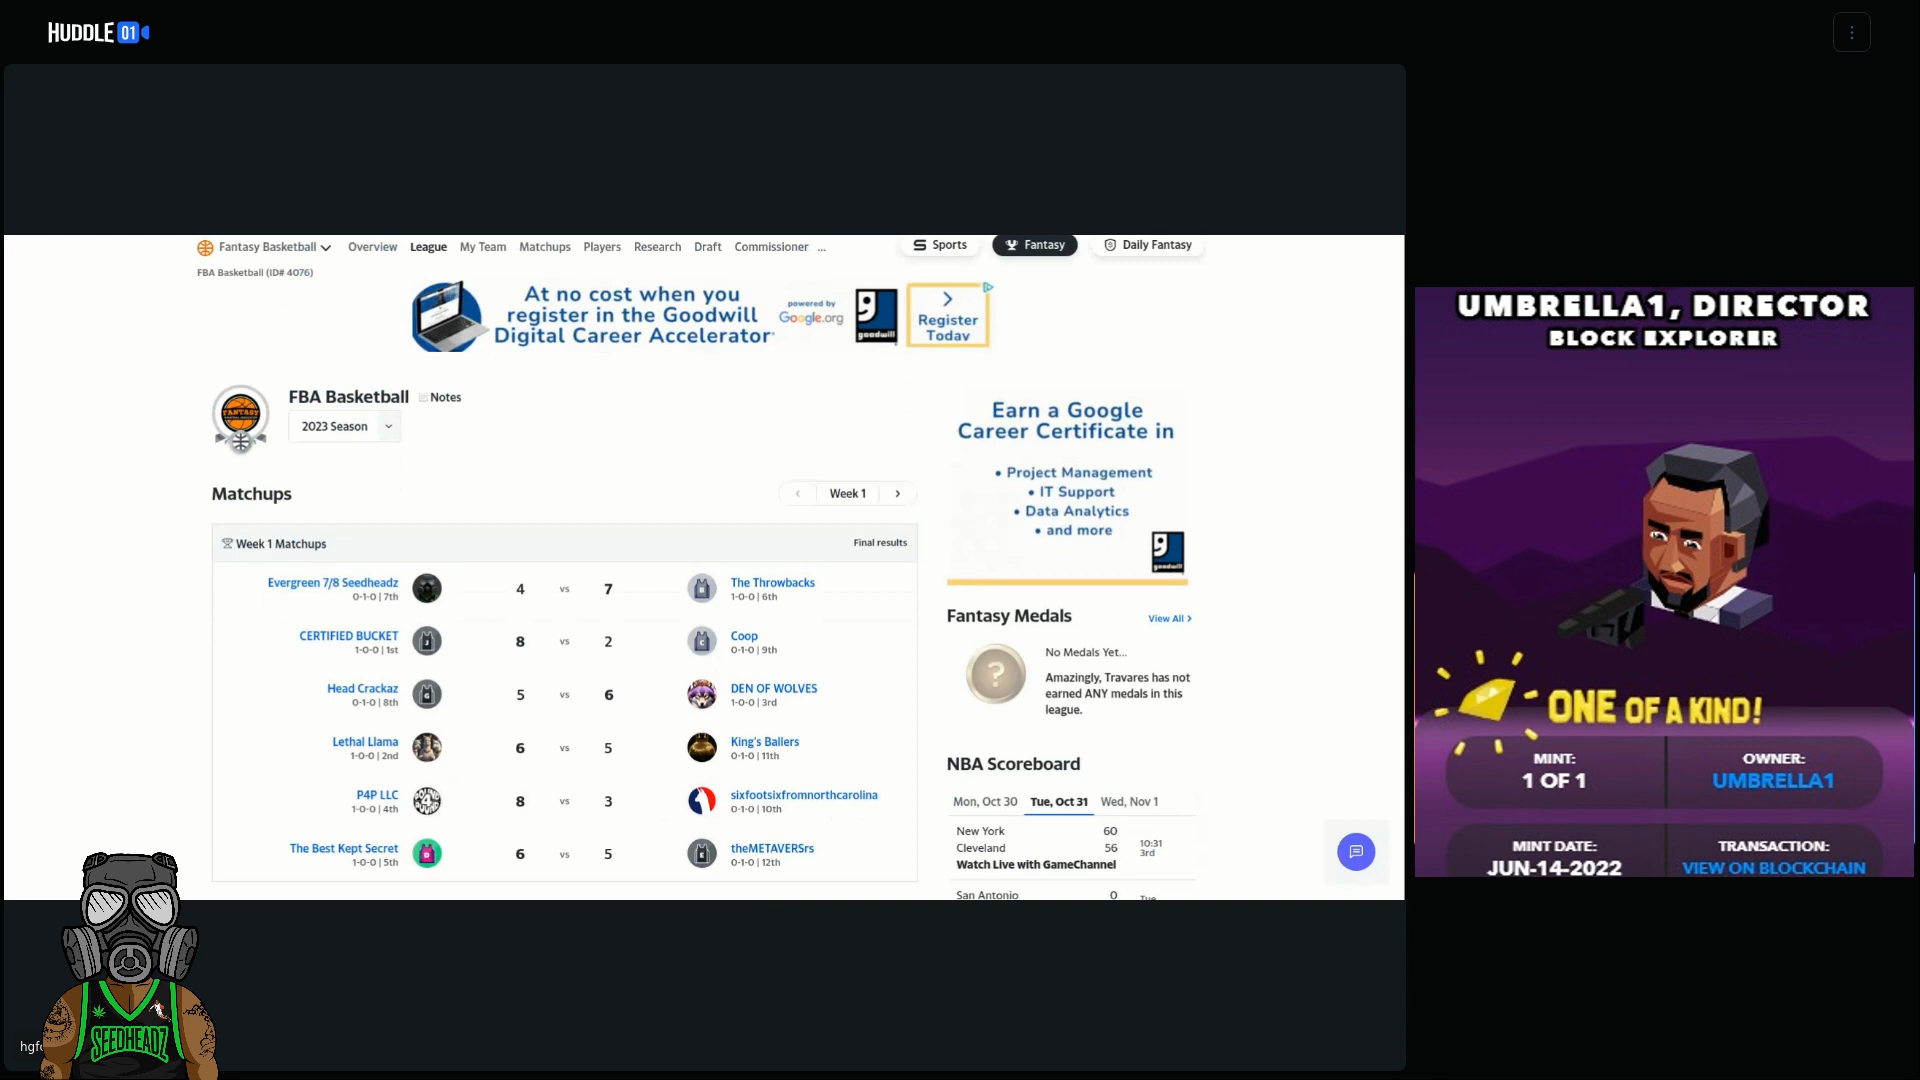 HUDDLE 01
Fantasy Basketball Overview League My Team Matchups Players Research Draft Commissioner ...
Sports Fantasy Daily Fantasy
FBA Basketball (ID# 4076)
At no cost when you
register in the Goodwill
Digital Career Accelerator
powered by
Google.org
goodwill
Register
Today
FBA Basketball Notes
2023 Season
Matchups
Week 1
Week 1 Matchups Final results
Evergreen 7/8 Seedheadz 4 vs 7 The Throwbacks
0-1-0 | 7th 1-0-0 | 6th
CERTIFIED BUCKET 8 vs 2 Coop
1-0-0 | 1st 0-1-0 | 9th
Head Crackaz 5 vs 6 DEN OF WOLVES
0-1-0 | 8th 1-0-0 | 3rd
Lethal Llama 6 vs 5 King's Ballers
1-0-0 | 2nd 0-1-0 | 11th
P4P LLC 8 vs 3 sixfootsixfromnorthcarolina
1-0-0 | 4th 0-1-0 | 10th
The Best Kept Secret 6 vs 5 theMETAVERSrs
1-0-0 | 5th 0-1-0 | 12th
Earn a Google
Career Certificate in
• Project Management
• IT Support
• Data Analytics
• and more
goodwill
Fantasy Medals View All
No Medals Yet...
Amazingly, Travares has not
earned ANY medals in this
league.
NBA Scoreboard
Mon, Oct 30 Tue, Oct 31 Wed, Nov 1
New York 60
Cleveland 56
10:31
3rd
Watch Live with GameChannel
San Antonio 0
Tue
UMBRELLA1, DIRECTOR
BLOCK EXPLORER
ONE OF A KIND!
MINT:
1 OF 1
OWNER:
UMBRELLA1
MINT DATE:
JUN-14-2022
TRANSACTION:
VIEW ON BLOCKCHAIN
SEEDHEADZ